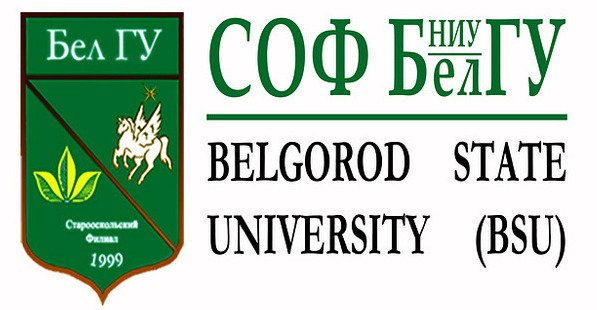 Бел ГУ
Старооскольский
Филиал
1999
СОФ НИУ БелГУ
BELGOROD STATE
UNIVERSITY (BSU)